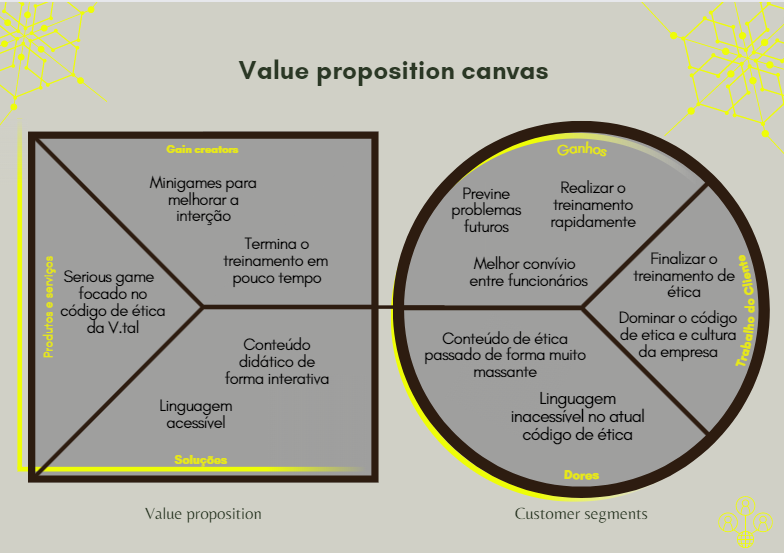 Value proposition canvas
Gain creators
Minigames para
melhorar a
interção
Termina o
treinamento em
pouco tempo
Produtos e serviços
Serious game
focado no
código de ética
da V.tal
Conteúdo
didático de
forma interativa
Linguagem
acessível
Soluções
Value proposition
Ganhos
Previne
problemas
futuros
Realizar o
treinamento
rapidamente
Melhor convívio
entre funcionários
Finalizar o
treinamento de
ética
Dominar o código
de etica e cultura
da empresa
Trabalho do Cliente
Conteúdo de ética
passado de forma muito
massante
Linguagem
inacessível no atual
código de ética
Dores
Customer segments